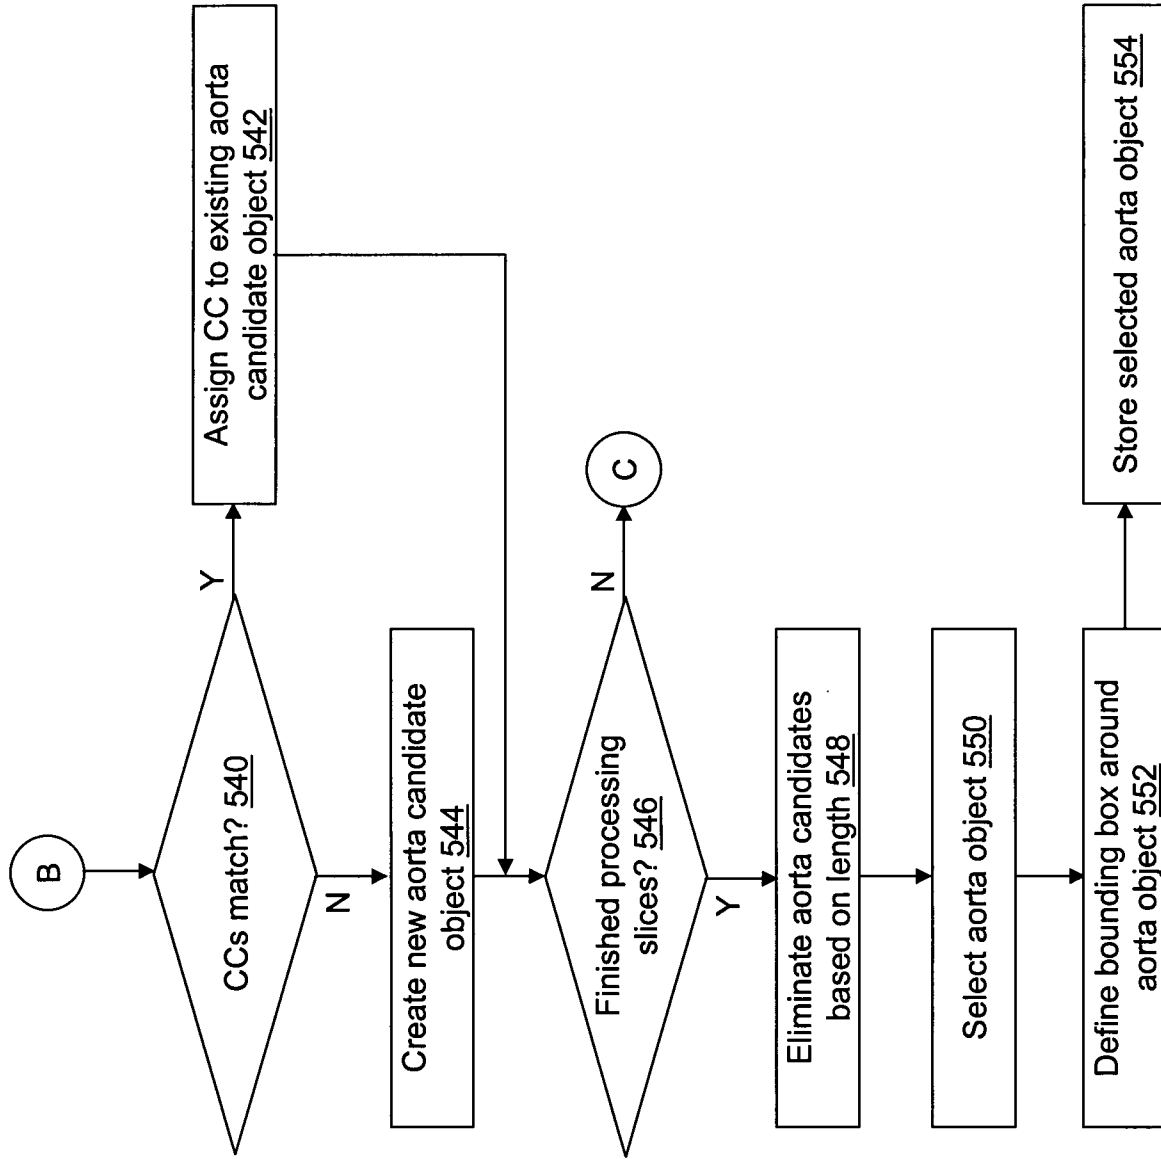 B
CCs match? 540
Y
Assign CC to existing aorta
candidate object 542
N
Create new aorta candidate
object 544
Finished processing
slices? 546
N
C
Y
Eliminate aorta candidates
based on length 548
Select aorta object 550
Define bounding box around
aorta object 552
Store selected aorta object 554